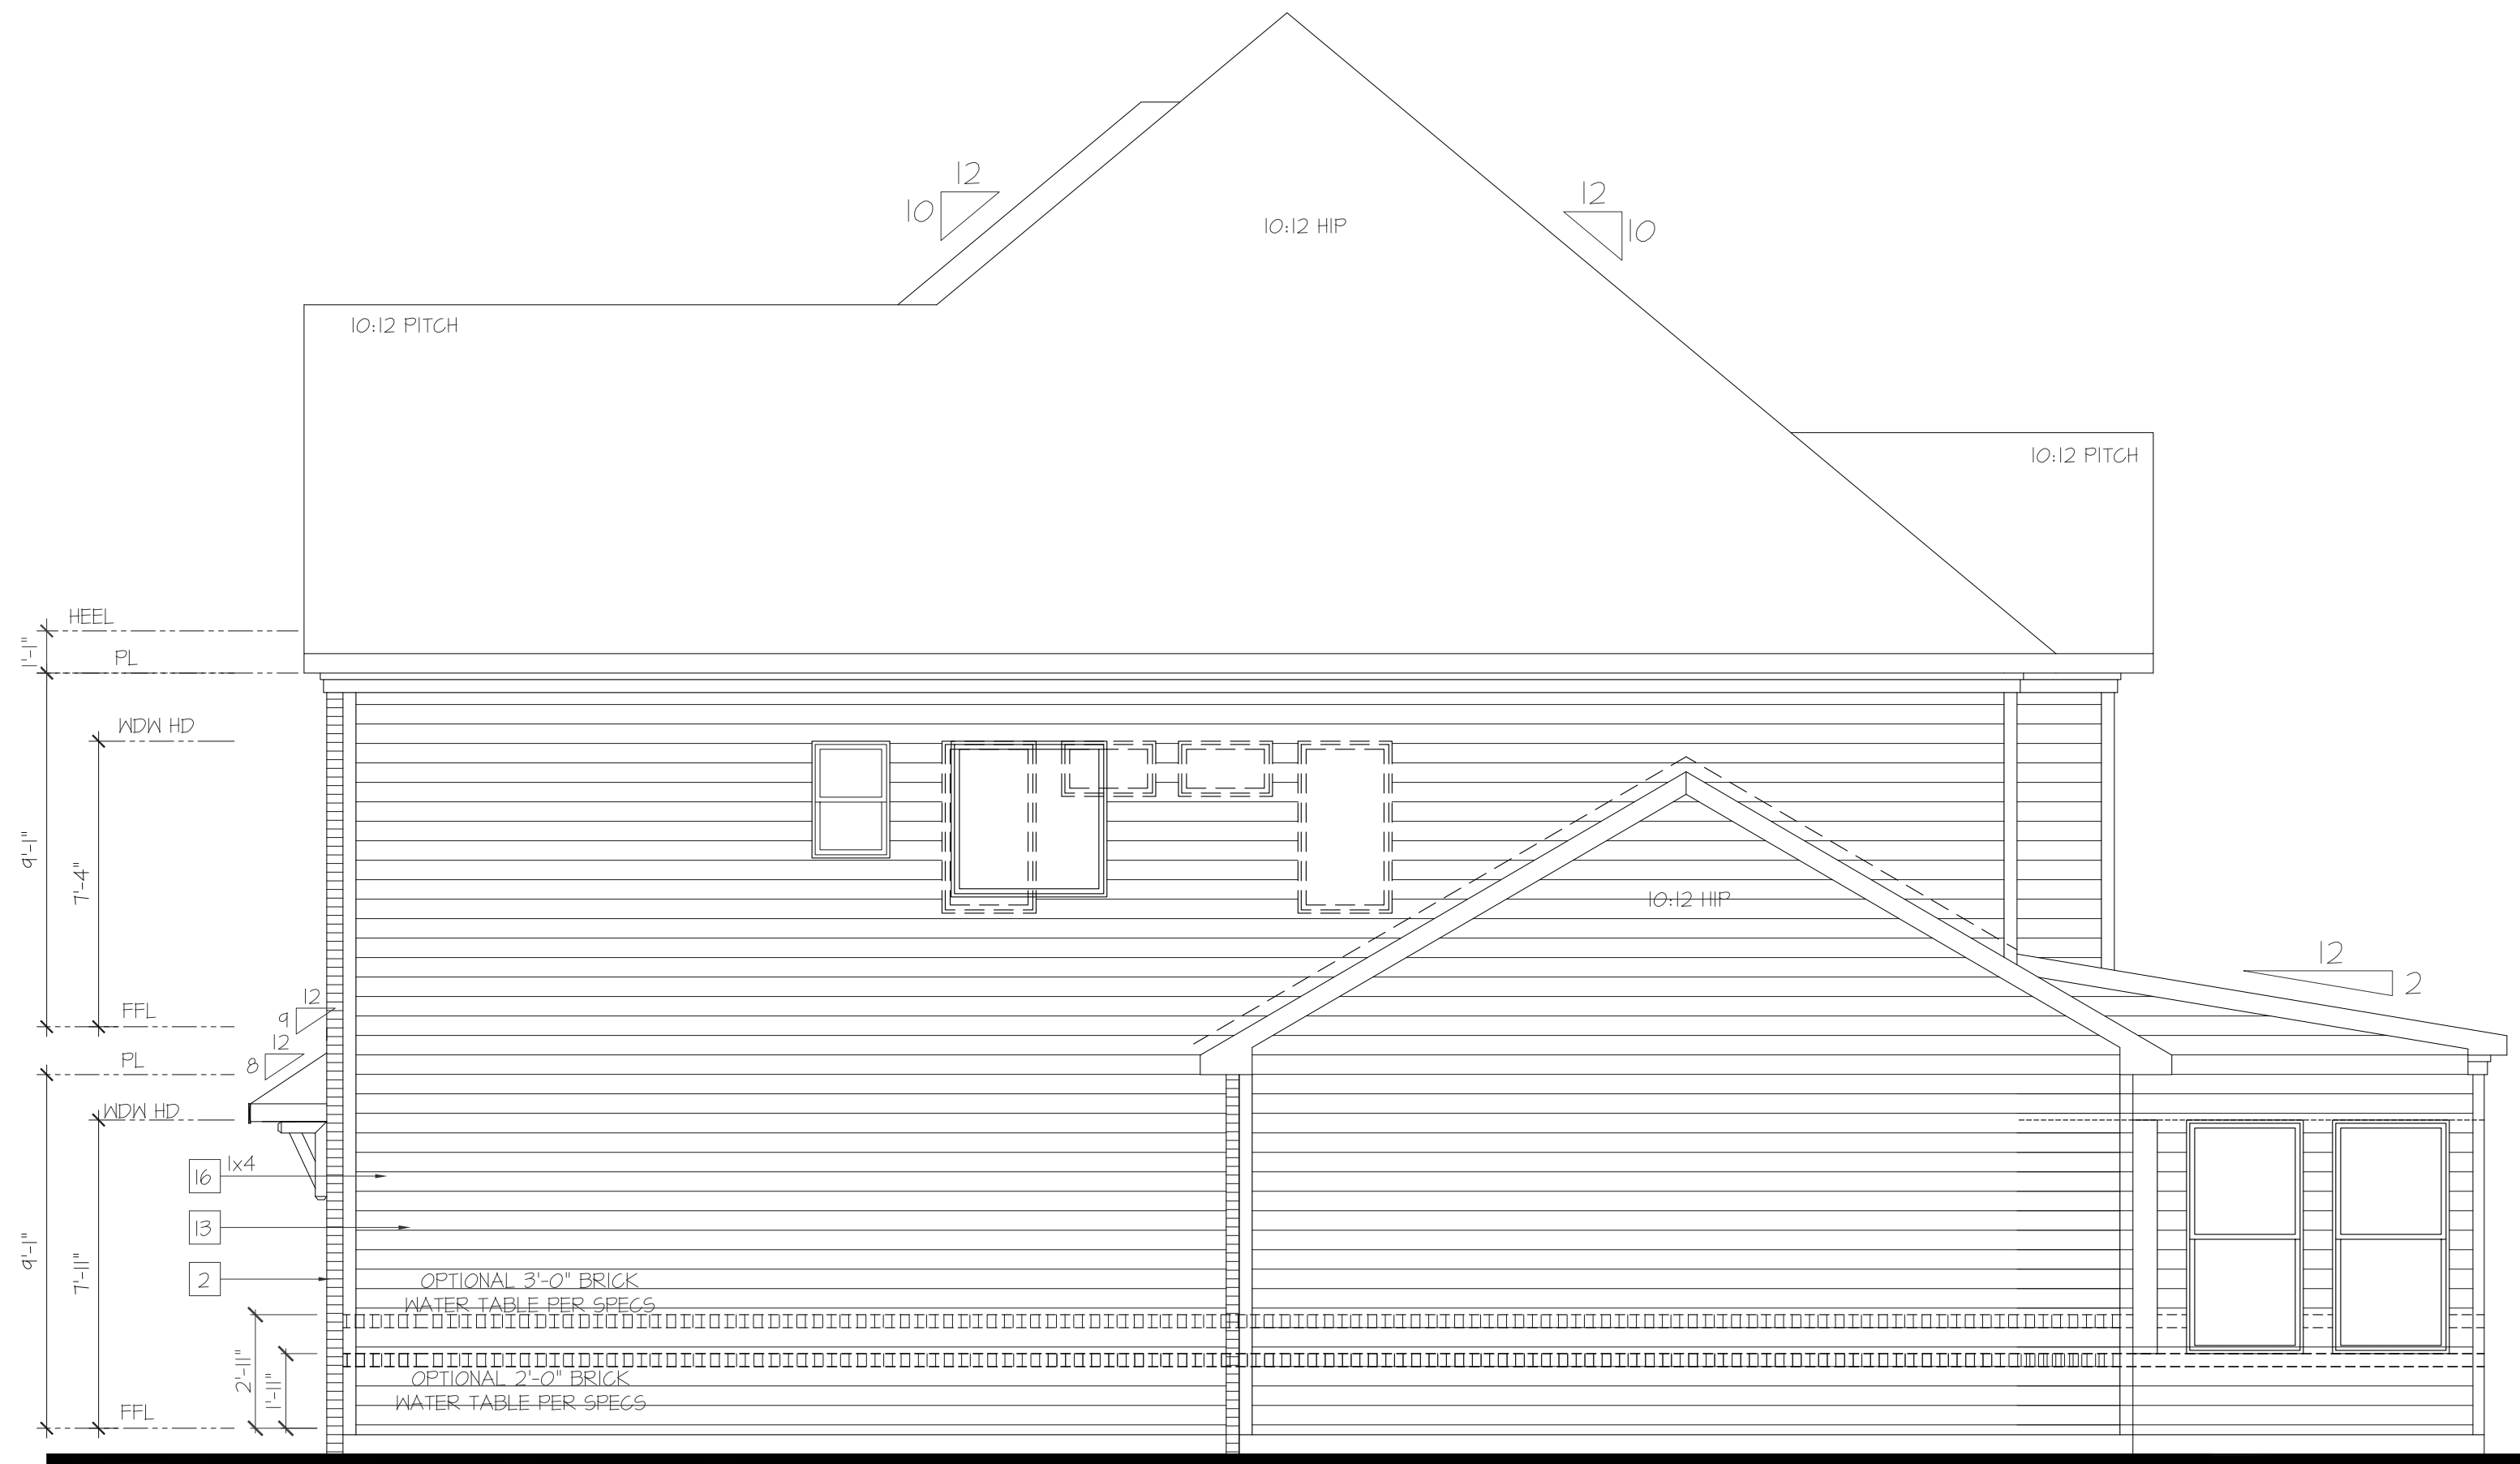 12
10
12
10
10:12 HIP
10:12 PITCH
10:12 PITCH
HEEL
1'-1"
PL
WDW HD
9'-1"
7'-4"
10:12 HIP
12
2
12
9
FFL
12
8
PL
WDW HD
16
1x4
13
9'-1"
7'-11"
2
OPTIONAL 3'-0" BRICK
WATER TABLE PER SPECS
2'-11"
1'-11"
OPTIONAL 2'-0" BRICK
WATER TABLE PER SPECS
FFL